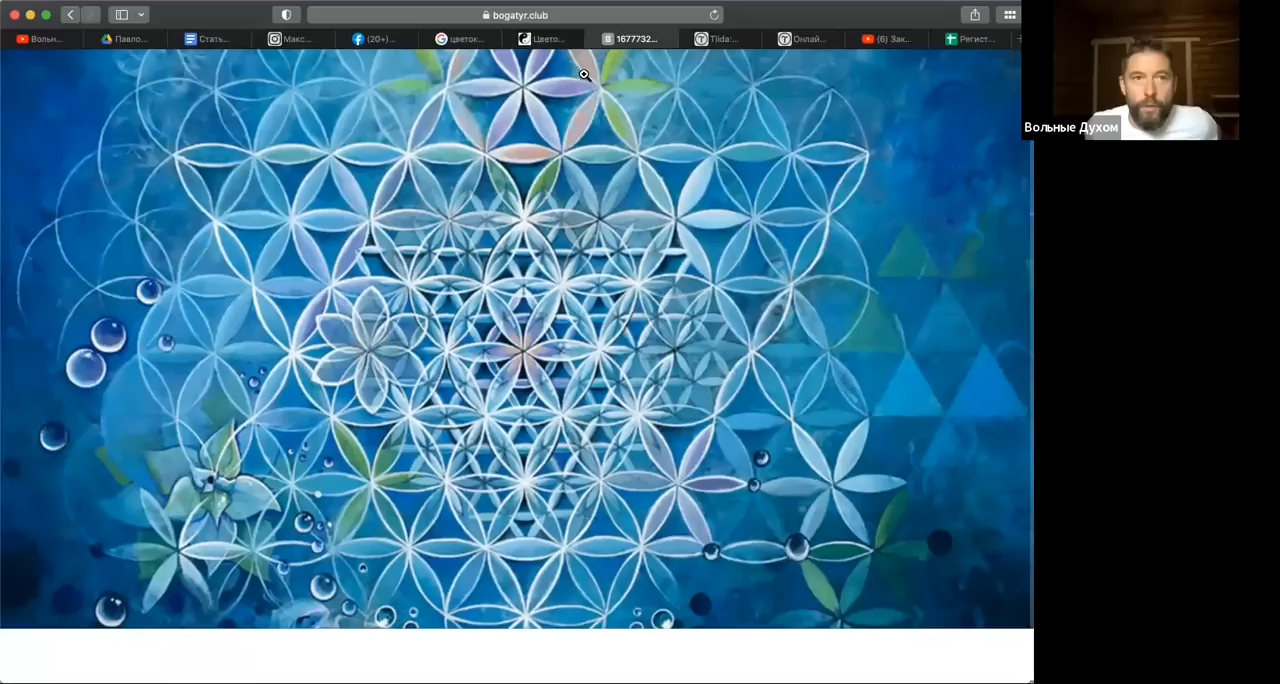 bogatyr.club
Вольн...
Павло...
Стать...
Макс...
(20+)...
цветок...
Цвето...
1677732...
Tilda:...
Онлай...
(6) Зак...
Регист...
Вольные Духом